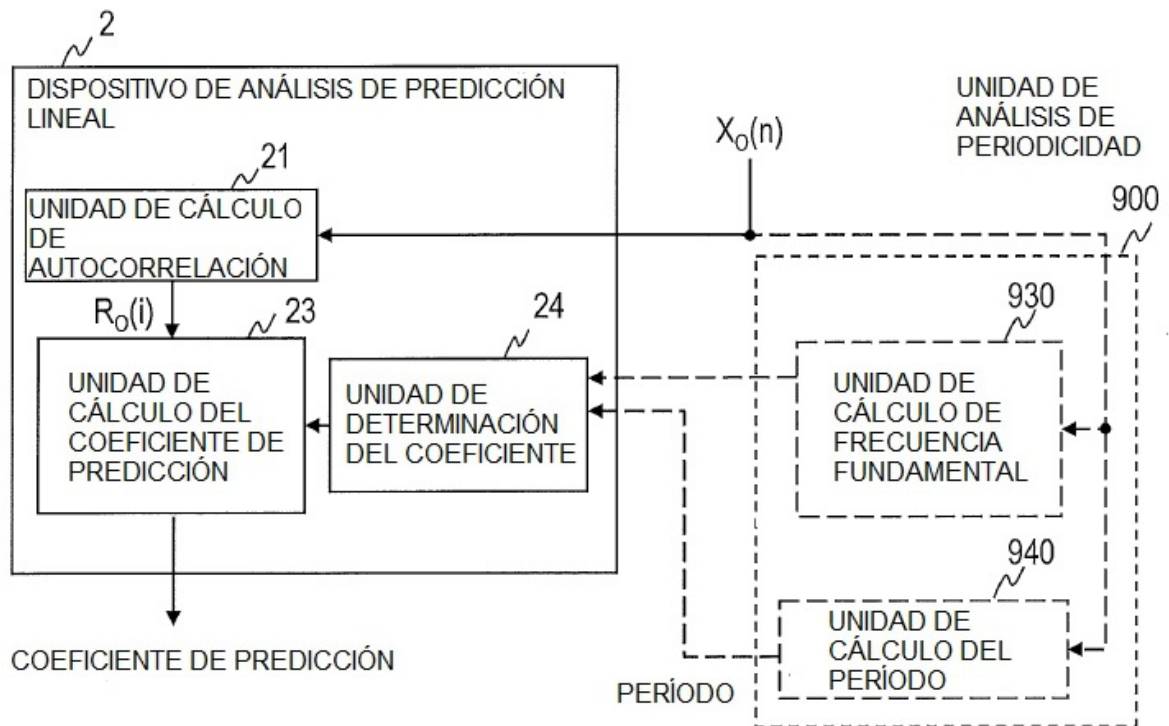 2
DISPOSITIVO DE ANÁLISIS DE PREDICCIÓN
LINEAL
UNIDAD DE
ANÁLISIS DE
PERIODICIDAD
X_O(n)
21
900
UNIDAD DE CÁLCULO
DE
AUTOCORRELACIÓN
R_O(i)
23
24
930
UNIDAD DE
CÁLCULO DEL
COEFICIENTE DE
PREDICCIÓN
UNIDAD DE
DETERMINACIÓN
DEL COEFICIENTE
UNIDAD DE
CÁLCULO DE
FRECUENCIA
FUNDAMENTAL
940
UNIDAD DE
CÁLCULO DEL
PERÍODO
COEFICIENTE DE PREDICCIÓN
PERÍODO